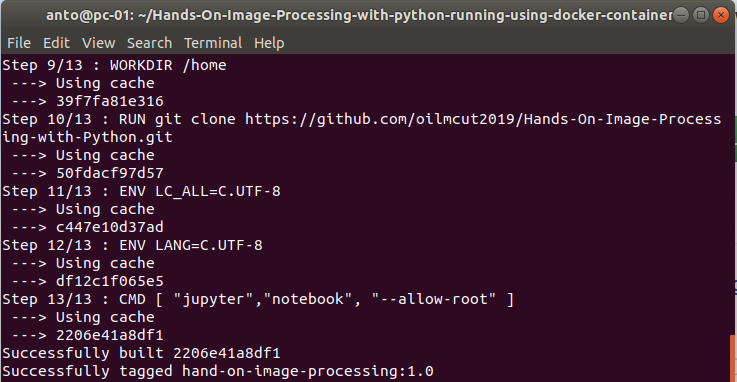 anto@pc-01: ~/Hands-On-Image-Processing-with-python-running-using-docker-container
File Edit View Search Terminal Help
Step 9/13 : WORKDIR /home
 ---> Using cache
 ---> 39f7fa81e316
Step 10/13 : RUN git clone https://github.com/oilmcut2019/Hands-On-Image-Process
ing-with-Python.git
 ---> Using cache
 ---> 50fdacf97d57
Step 11/13 : ENV LC_ALL=C.UTF-8
 ---> Using cache
 ---> c447e10d37ad
Step 12/13 : ENV LANG=C.UTF-8
 ---> Using cache
 ---> df12c1f065e5
Step 13/13 : CMD [ "jupyter","notebook", "--allow-root" ]
 ---> Using cache
 ---> 2206e41a8df1
Successfully built 2206e41a8df1
Successfully tagged hand-on-image-processing:1.0